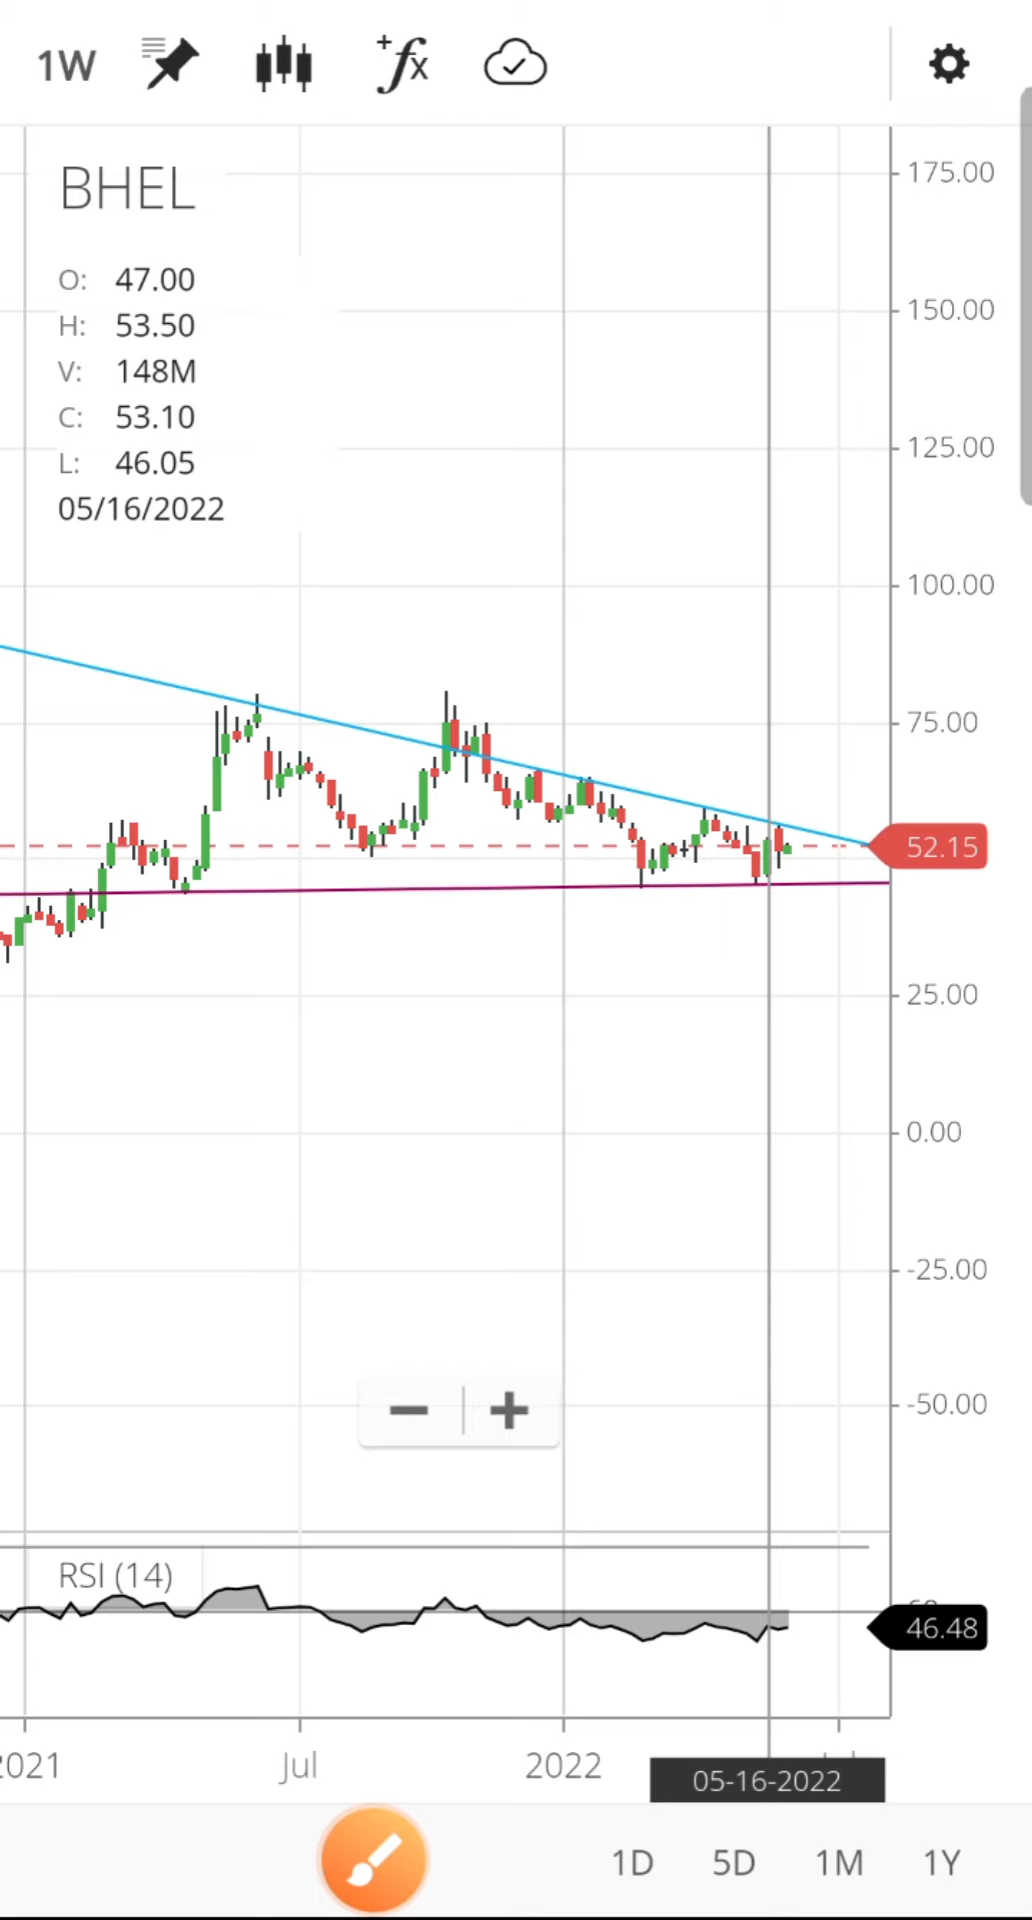 1W
+fx
BHEL
O: 47.00
H: 53.50
V: 148M
C: 53.10
L: 46.05
05/16/2022
175.00
150.00
125.00
100.00
75.00
52.15
25.00
0.00
-25.00
-50.00
RSI (14)
46.48
2021 Jul 2022
05-16-2022
1D 5D 1M 1Y